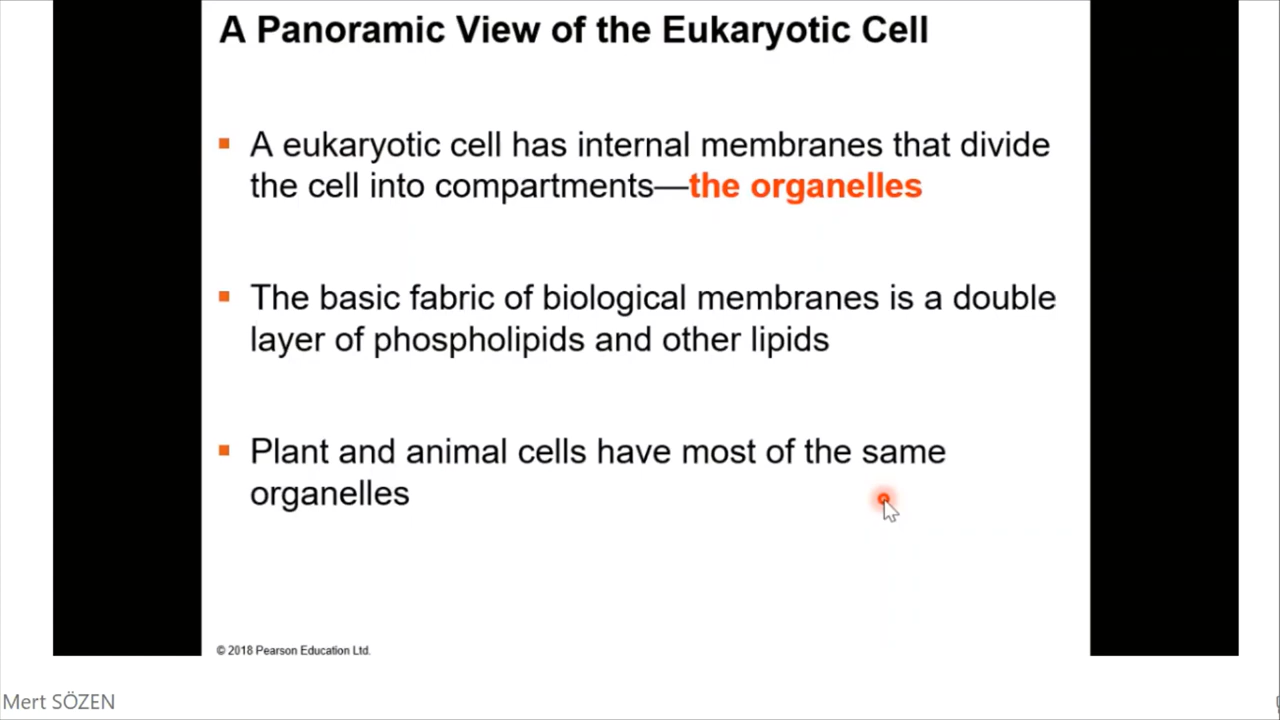 A Panoramic View of the Eukaryotic Cell
A eukaryotic cell has internal membranes that divide
the cell into compartments—the organelles
The basic fabric of biological membranes is a double
layer of phospholipids and other lipids
Plant and animal cells have most of the same
organelles
© 2018 Pearson Education Ltd.
Mert SÖZEN